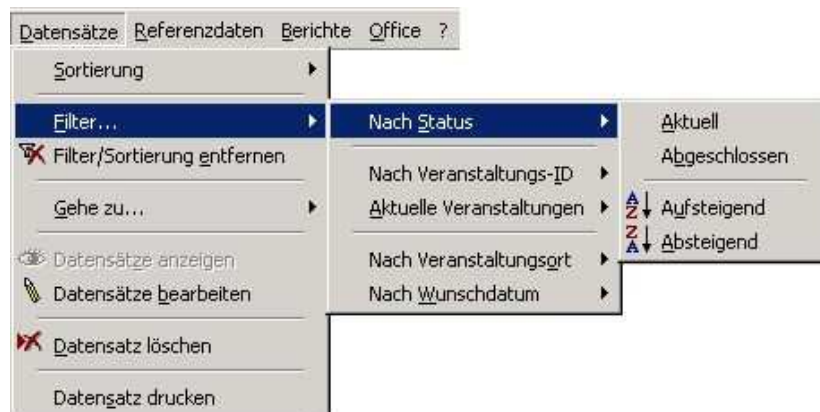 Datensätze Referenzdaten Berichte Office ?
Sortierung
Filter...
Filter/Sortierung entfernen
Gehe zu...
Datensätze anzeigen
Datensätze bearbeiten
Datensatz löschen
Datensatz drucken
Nach Status
Nach Veranstaltungs-ID
Aktuelle Veranstaltungen
Nach Veranstaltungsort
Nach Wunschdatum
Aktuell
Abgeschlossen
A Z Aufsteigend
Z A Absteigend